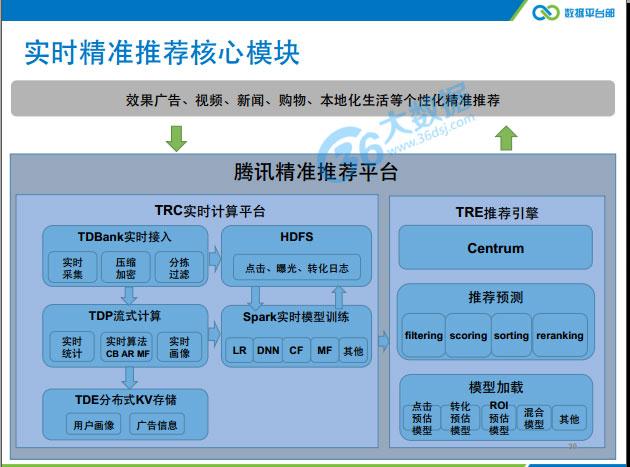 数据平台部
实时精准推荐核心模块
效果广告、视频、新闻、购物、本地化生活等个性化精准推荐
36大数据
www.36dsj.com
腾讯精准推荐平台
TRC实时计算平台
TDBank实时接入
实时
采集
压缩
加密
分拣
过滤
HDFS
点击、曝光、转化日志
TDP流式计算
实时
统计
实时算法
CB AR MF
实时
画像
Spark实时模型训练
LR
DNN
CF
MF
其他
TDE分布式KV存储
用户画像
广告信息
TRE推荐引擎
Centrum
推荐预测
filtering
scoring
sorting
reranking
模型加载
点击
预估
模型
转化
预估
模型
ROI
预估
模型
混合
模型
其他